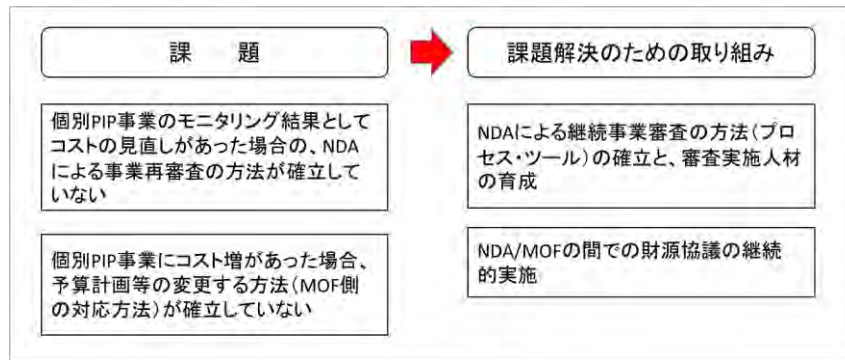 課 題
課題解決のための取り組み
個別PIP事業のモニタリング結果として
コストの見直しがあった場合の、NDA
による事業再審査の方法が確立して
いない
NDAによる継続事業審査の方法(プロ
セス・ツール)の確立と、審査実施人材
の育成
個別PIP事業にコスト増があった場合、
予算計画等の変更する方法(MOF側
の対応方法)が確立していない
NDA/MOFの間での財源協議の継続
的実施